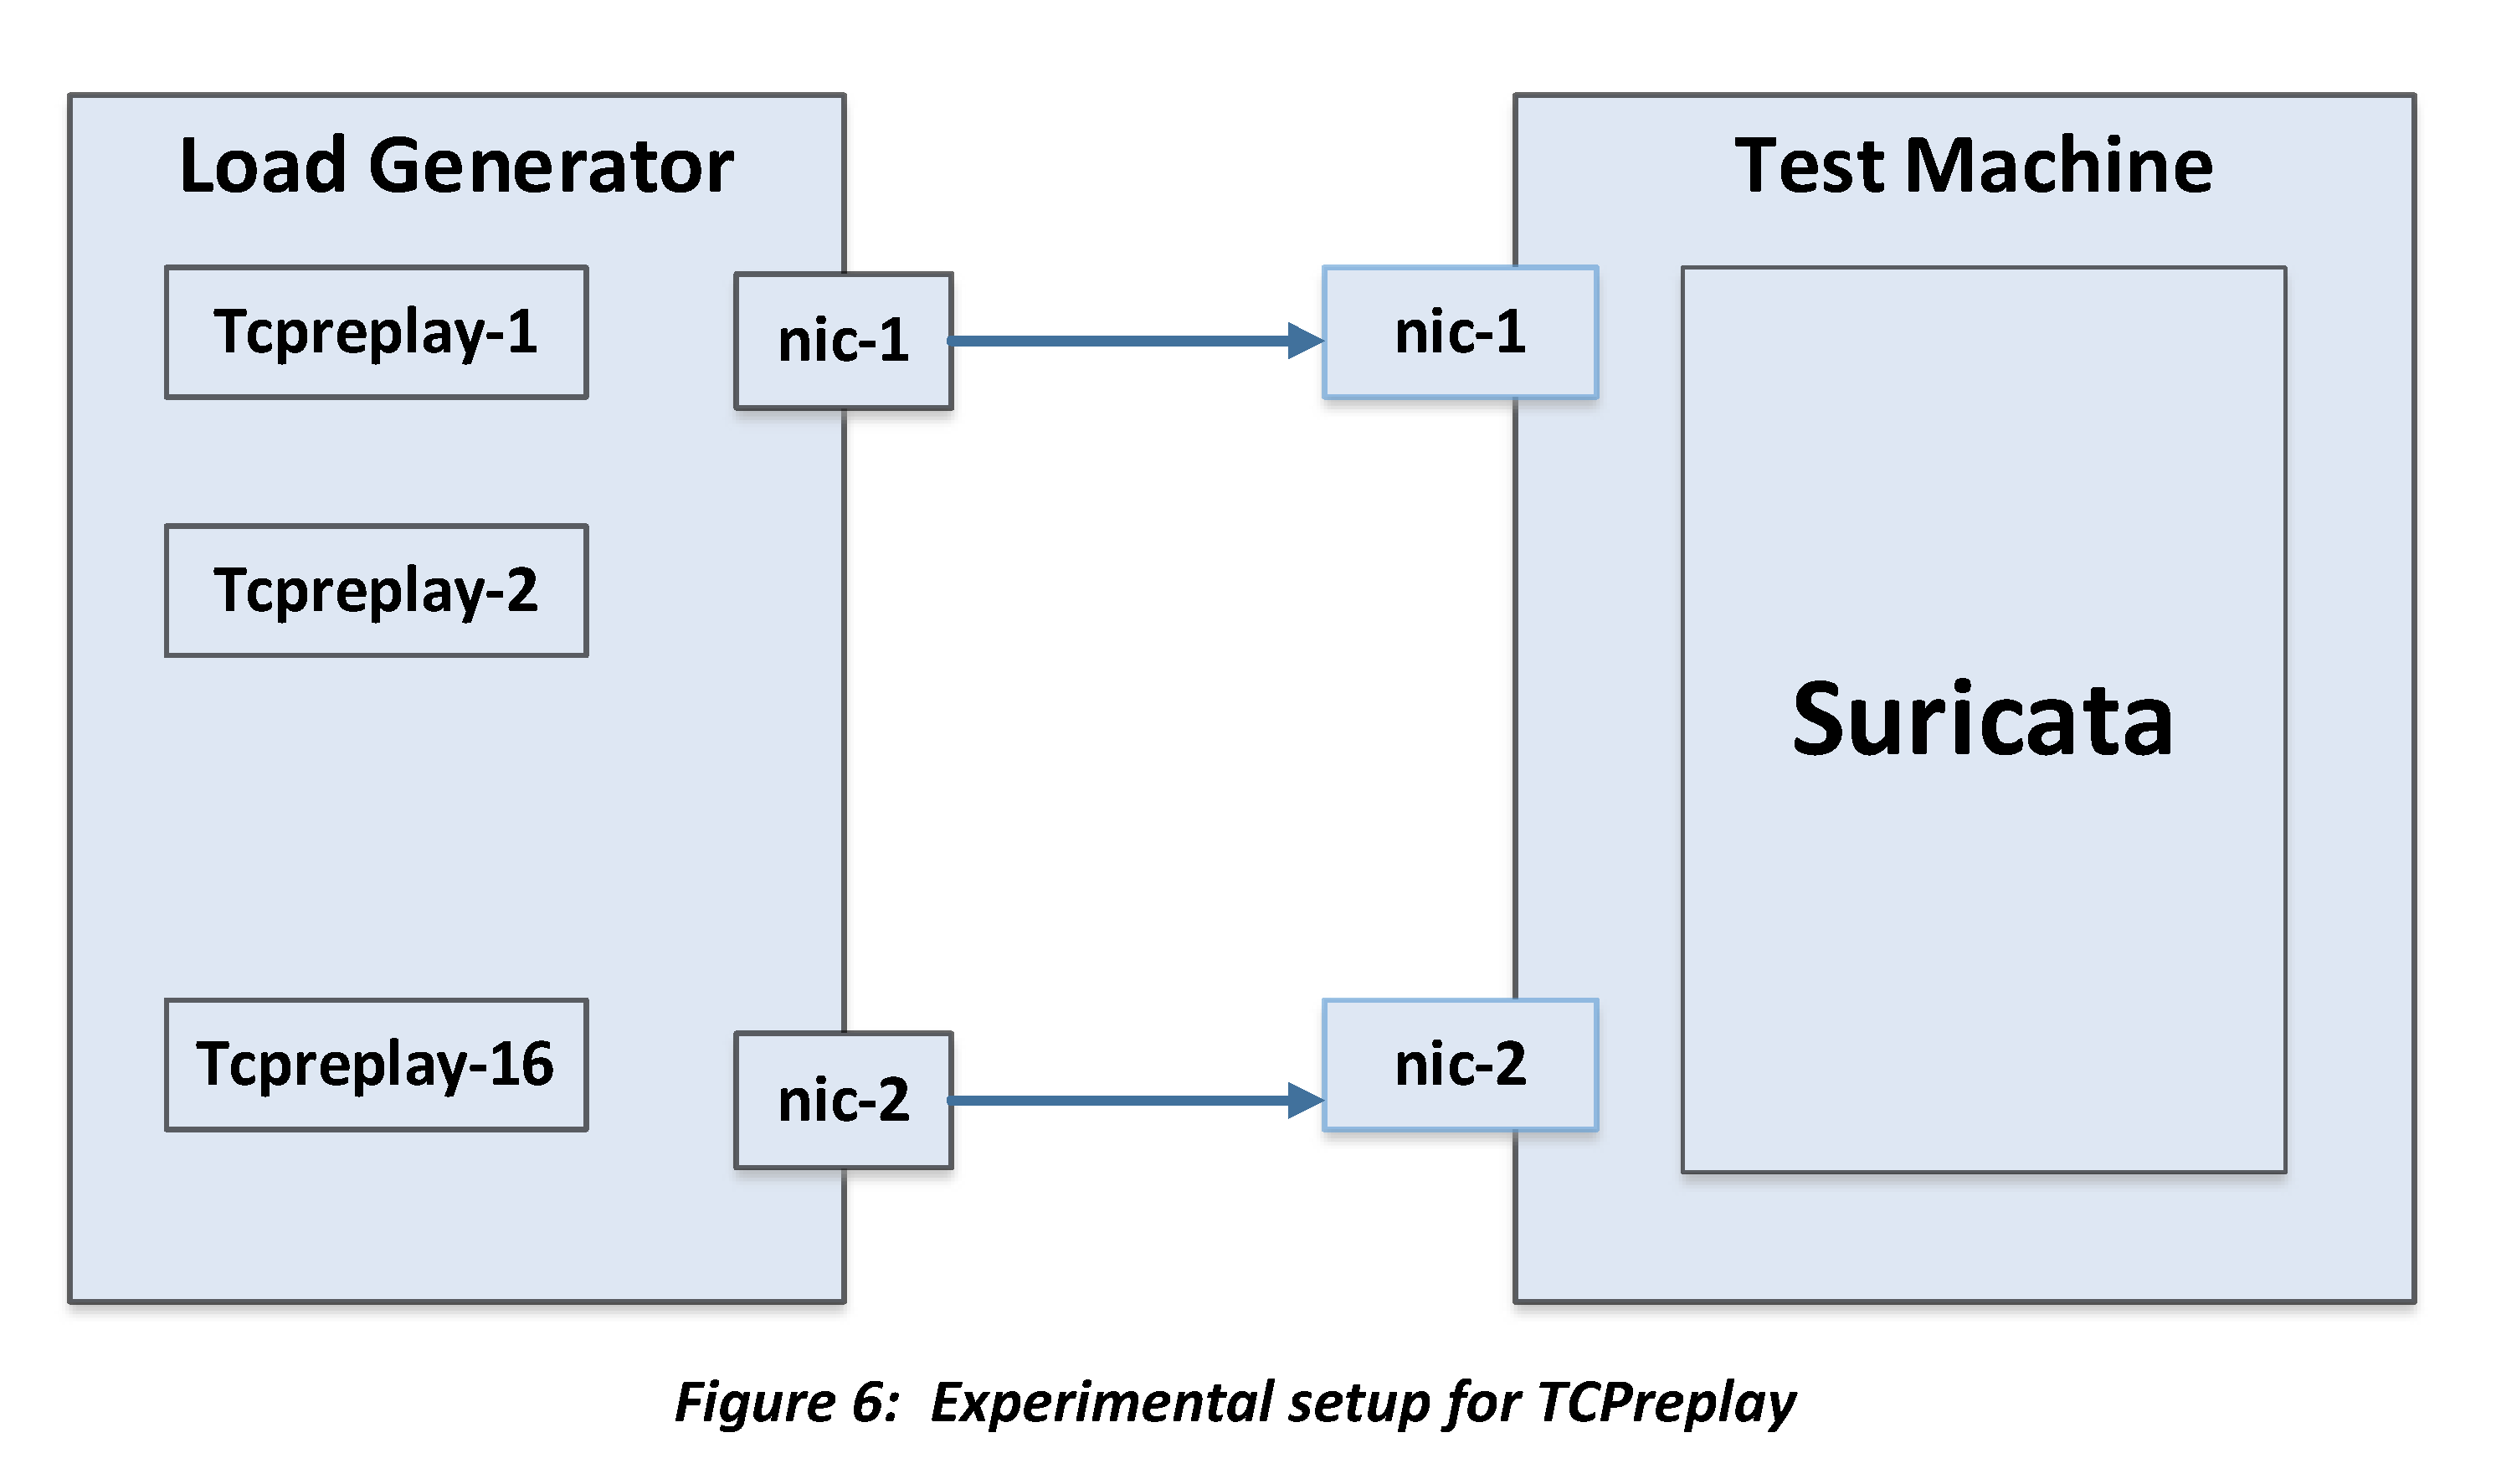 Load Generator
Test Machine
Tcpreplay-1
nic-1
nic-1
Tcpreplay-2
Suricata
Tcpreplay-16
nic-2
nic-2
Figure 6:  Experimental setup for TCPreplay